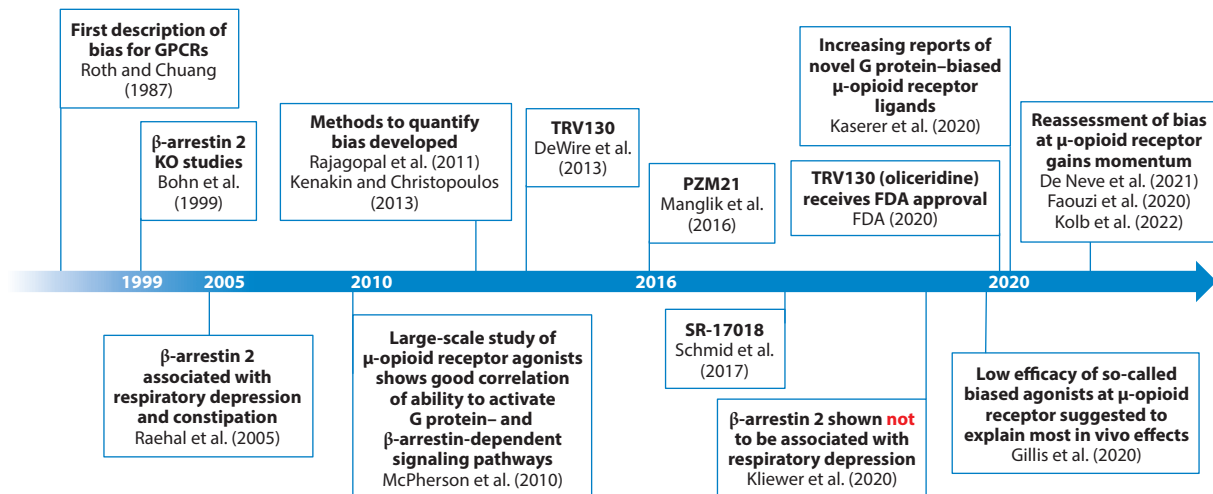 First description of
bias for GPCRs
Roth and Chuang
(1987)
β-arrestin 2
KO studies
Bohn et al.
(1999)
Methods to quantify
bias developed
Rajagopal et al. (2011)
Kenakin and Christopoulos
(2013)
TRV130
DeWire et al.
(2013)
PZM21
Manglik et al.
(2016)
Increasing reports of
novel G protein–biased
μ-opioid receptor
ligands
Kaserer et al. (2020)
TRV130 (oliceridine)
receives FDA approval
FDA (2020)
Reassessment of bias
at μ-opioid receptor
gains momentum
De Neve et al. (2021)
Faouzi et al. (2020)
Kolb et al. (2022)
1999 2005 2010 2016 2020
β-arrestin 2
associated with
respiratory depression
and constipation
Raehal et al. (2005)
Large-scale study of
μ-opioid receptor agonists
shows good correlation
of ability to activate
G protein– and
β-arrestin-dependent
signaling pathways
McPherson et al. (2010)
SR-17018
Schmid et al.
(2017)
β-arrestin 2 shown not
to be associated with
respiratory depression
Kliewer et al. (2020)
Low efficacy of so-called
biased agonists at μ-opioid
receptor suggested to
explain most in vivo effects
Gillis et al. (2020)